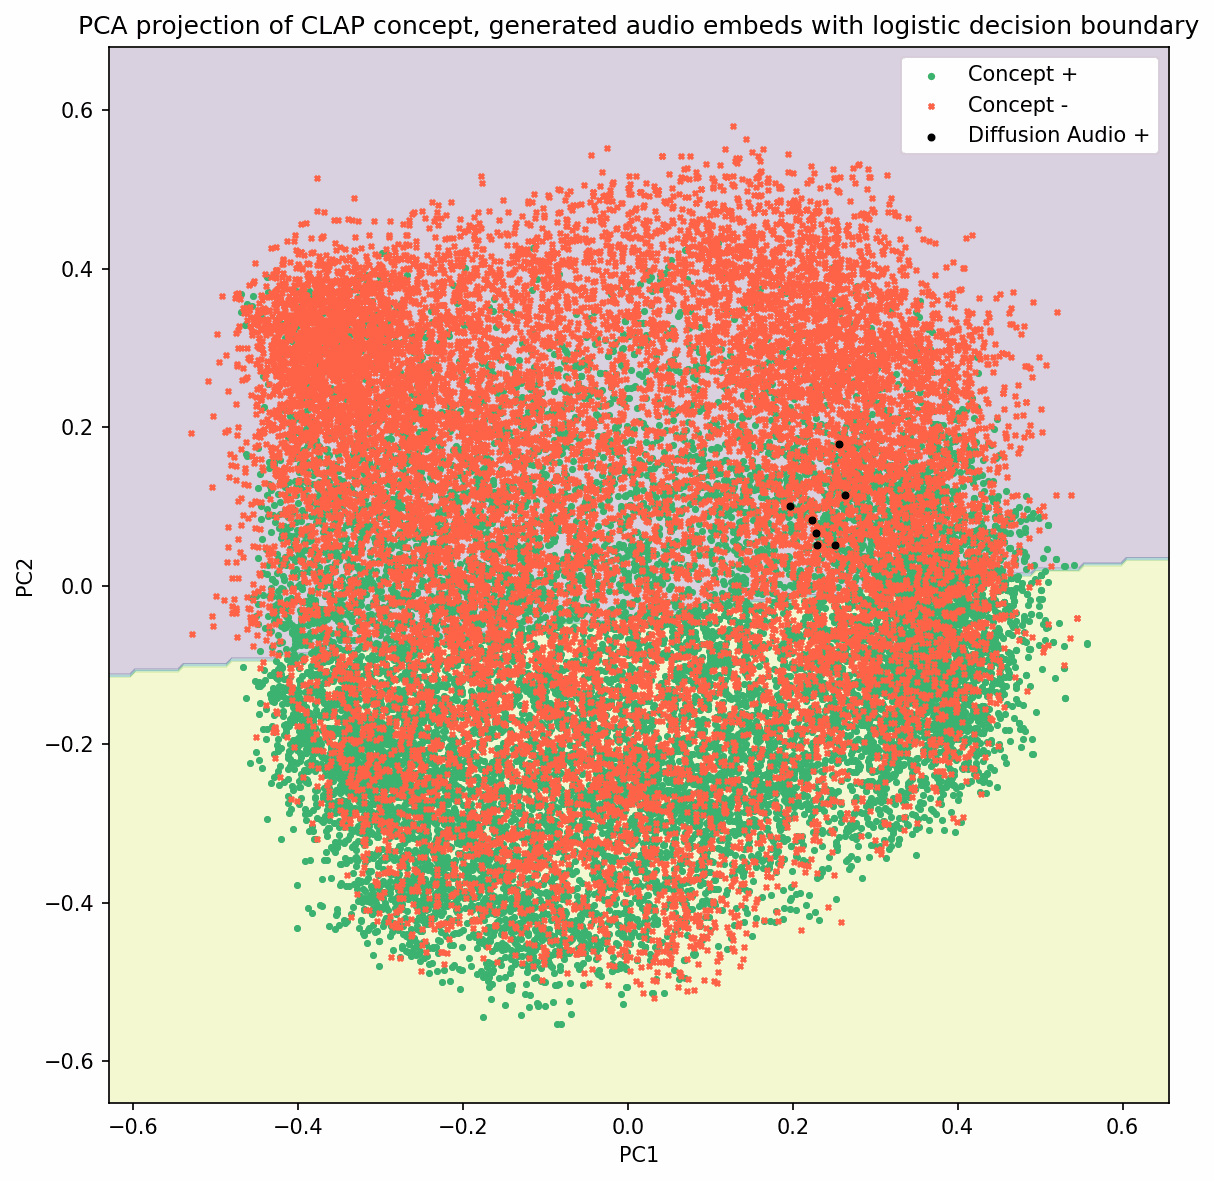 PCA projection of CLAP concept, generated audio embeds with logistic decision boundary
Concept +
Concept -
Diffusion Audio +
0.6
0.4
0.2
0.0
−0.2
−0.4
−0.6
PC2
−0.6
−0.4
−0.2
0.0
0.2
0.4
0.6
PC1